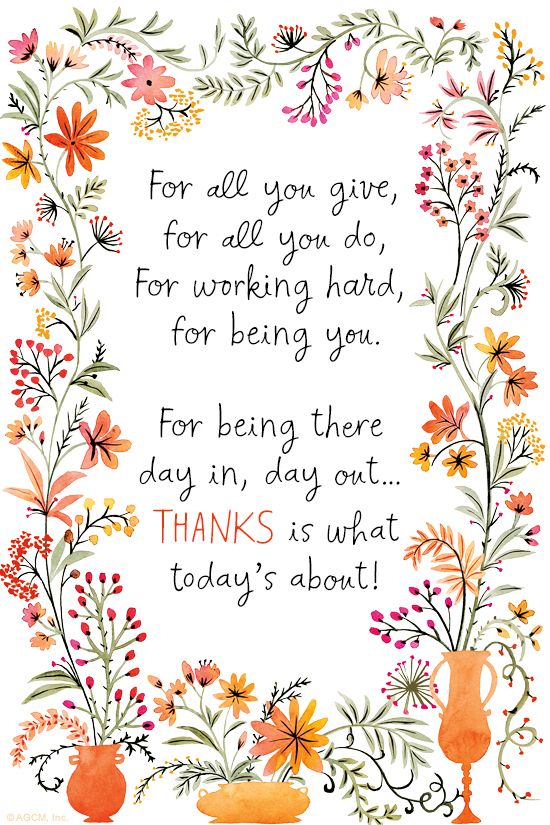 For all you give,
for all you do,
For working hard,
for being you.
For being there
day in, day out...
THANKS is what
today's about!
© AGCM, Inc.